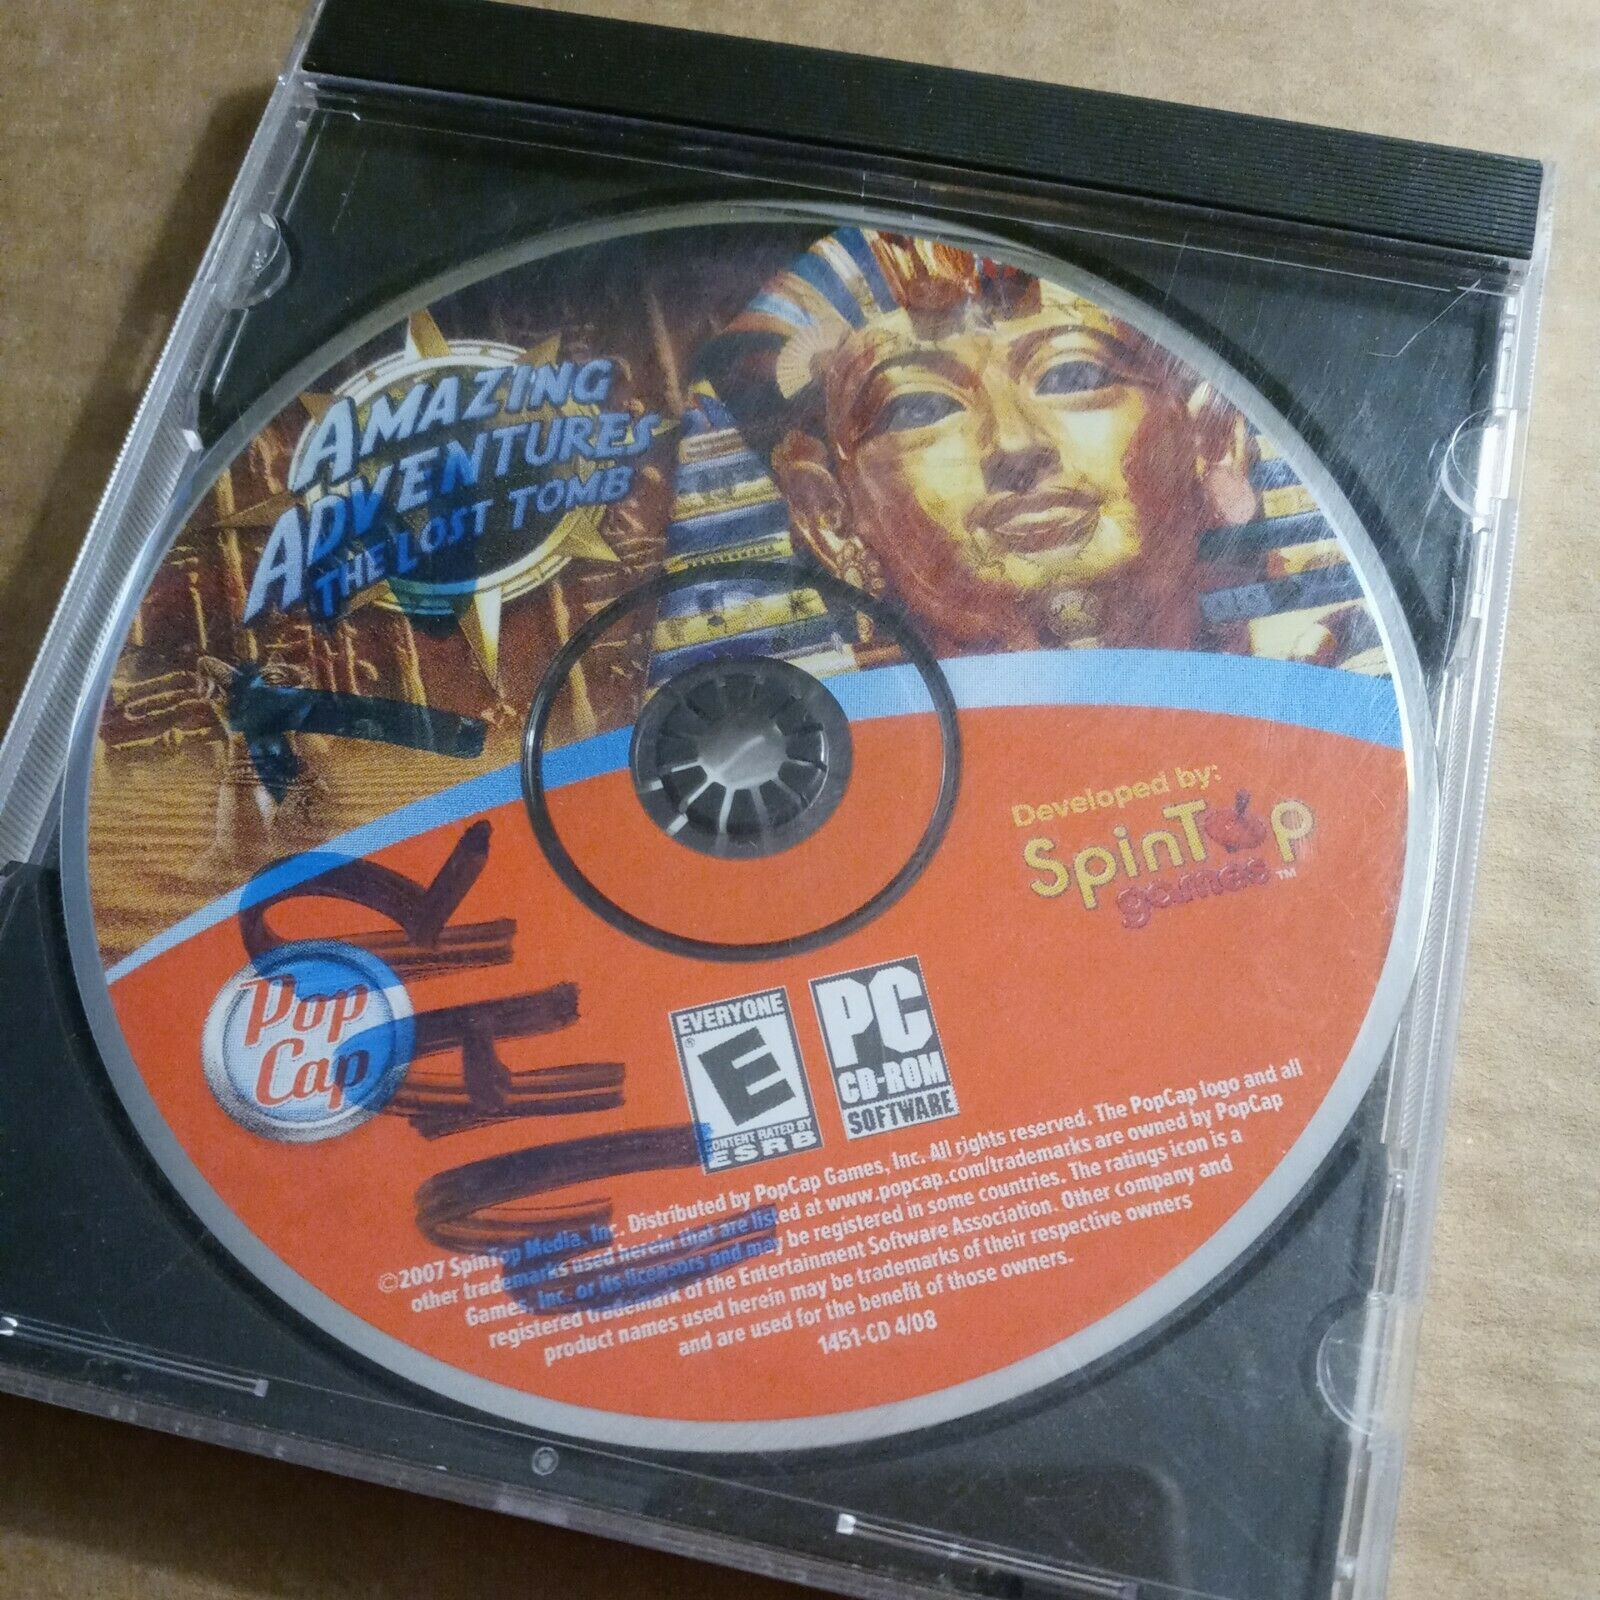 AMAZING
ADVENTURES
THE LOST TOMB
Developed by:
SpinTop
games™
Pop
Cap
EVERYONE
E
®
CONTENT RATED BY
ESRB
PC
CD-ROM
SOFTWARE
©2007 SpinTop Media, Inc. Distributed by PopCap Games, Inc. All rights reserved. The PopCap logo and all
other trademarks used herein that are listed at www.popcap.com/trademarks are owned by PopCap
Games, Inc. or its licensors and may be registered in some countries. The ratings icon is a
registered trademark of the Entertainment Software Association. Other company and
product names used herein may be trademarks of their respective owners
and are used for the benefit of those owners.
1451-CD 4/08